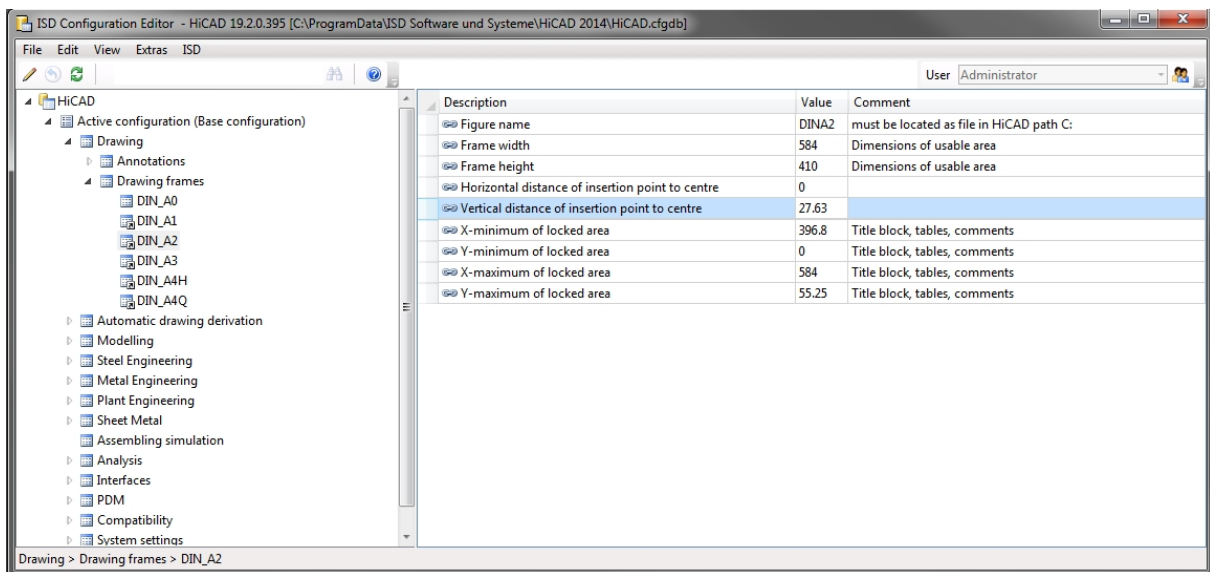 ISD Configuration Editor - HiCAD 19.2.0.395 [C:\ProgramData\ISD Software und Systeme\HiCAD 2014\HiCAD.cfgdb]
File Edit View Extras ISD
User Administrator
HiCAD
Active configuration (Base configuration)
Drawing
Annotations
Drawing frames
DIN_A0
DIN_A1
DIN_A2
DIN_A3
DIN_A4H
DIN_A4Q
Automatic drawing derivation
Modelling
Steel Engineering
Metal Engineering
Plant Engineering
Sheet Metal
Assembling simulation
Analysis
Interfaces
PDM
Compatibility
System settings
Description Value Comment
Figure name DINA2 must be located as file in HiCAD path C:
Frame width 584 Dimensions of usable area
Frame height 410 Dimensions of usable area
Horizontal distance of insertion point to centre 0
Vertical distance of insertion point to centre 27.63
X-minimum of locked area 396.8 Title block, tables, comments
Y-minimum of locked area 0 Title block, tables, comments
X-maximum of locked area 584 Title block, tables, comments
Y-maximum of locked area 55.25 Title block, tables, comments
Drawing > Drawing frames > DIN_A2